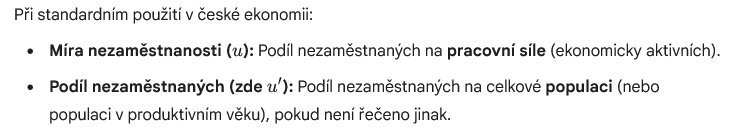 Při standardním použití v české ekonomii:
• Míra nezaměstnanosti (u): Podíl nezaměstnaných na pracovní síle (ekonomicky aktivních).
• Podíl nezaměstnaných (zde u′): Podíl nezaměstnaných na celkové populaci (nebo
populaci v produktivním věku), pokud není řečeno jinak.